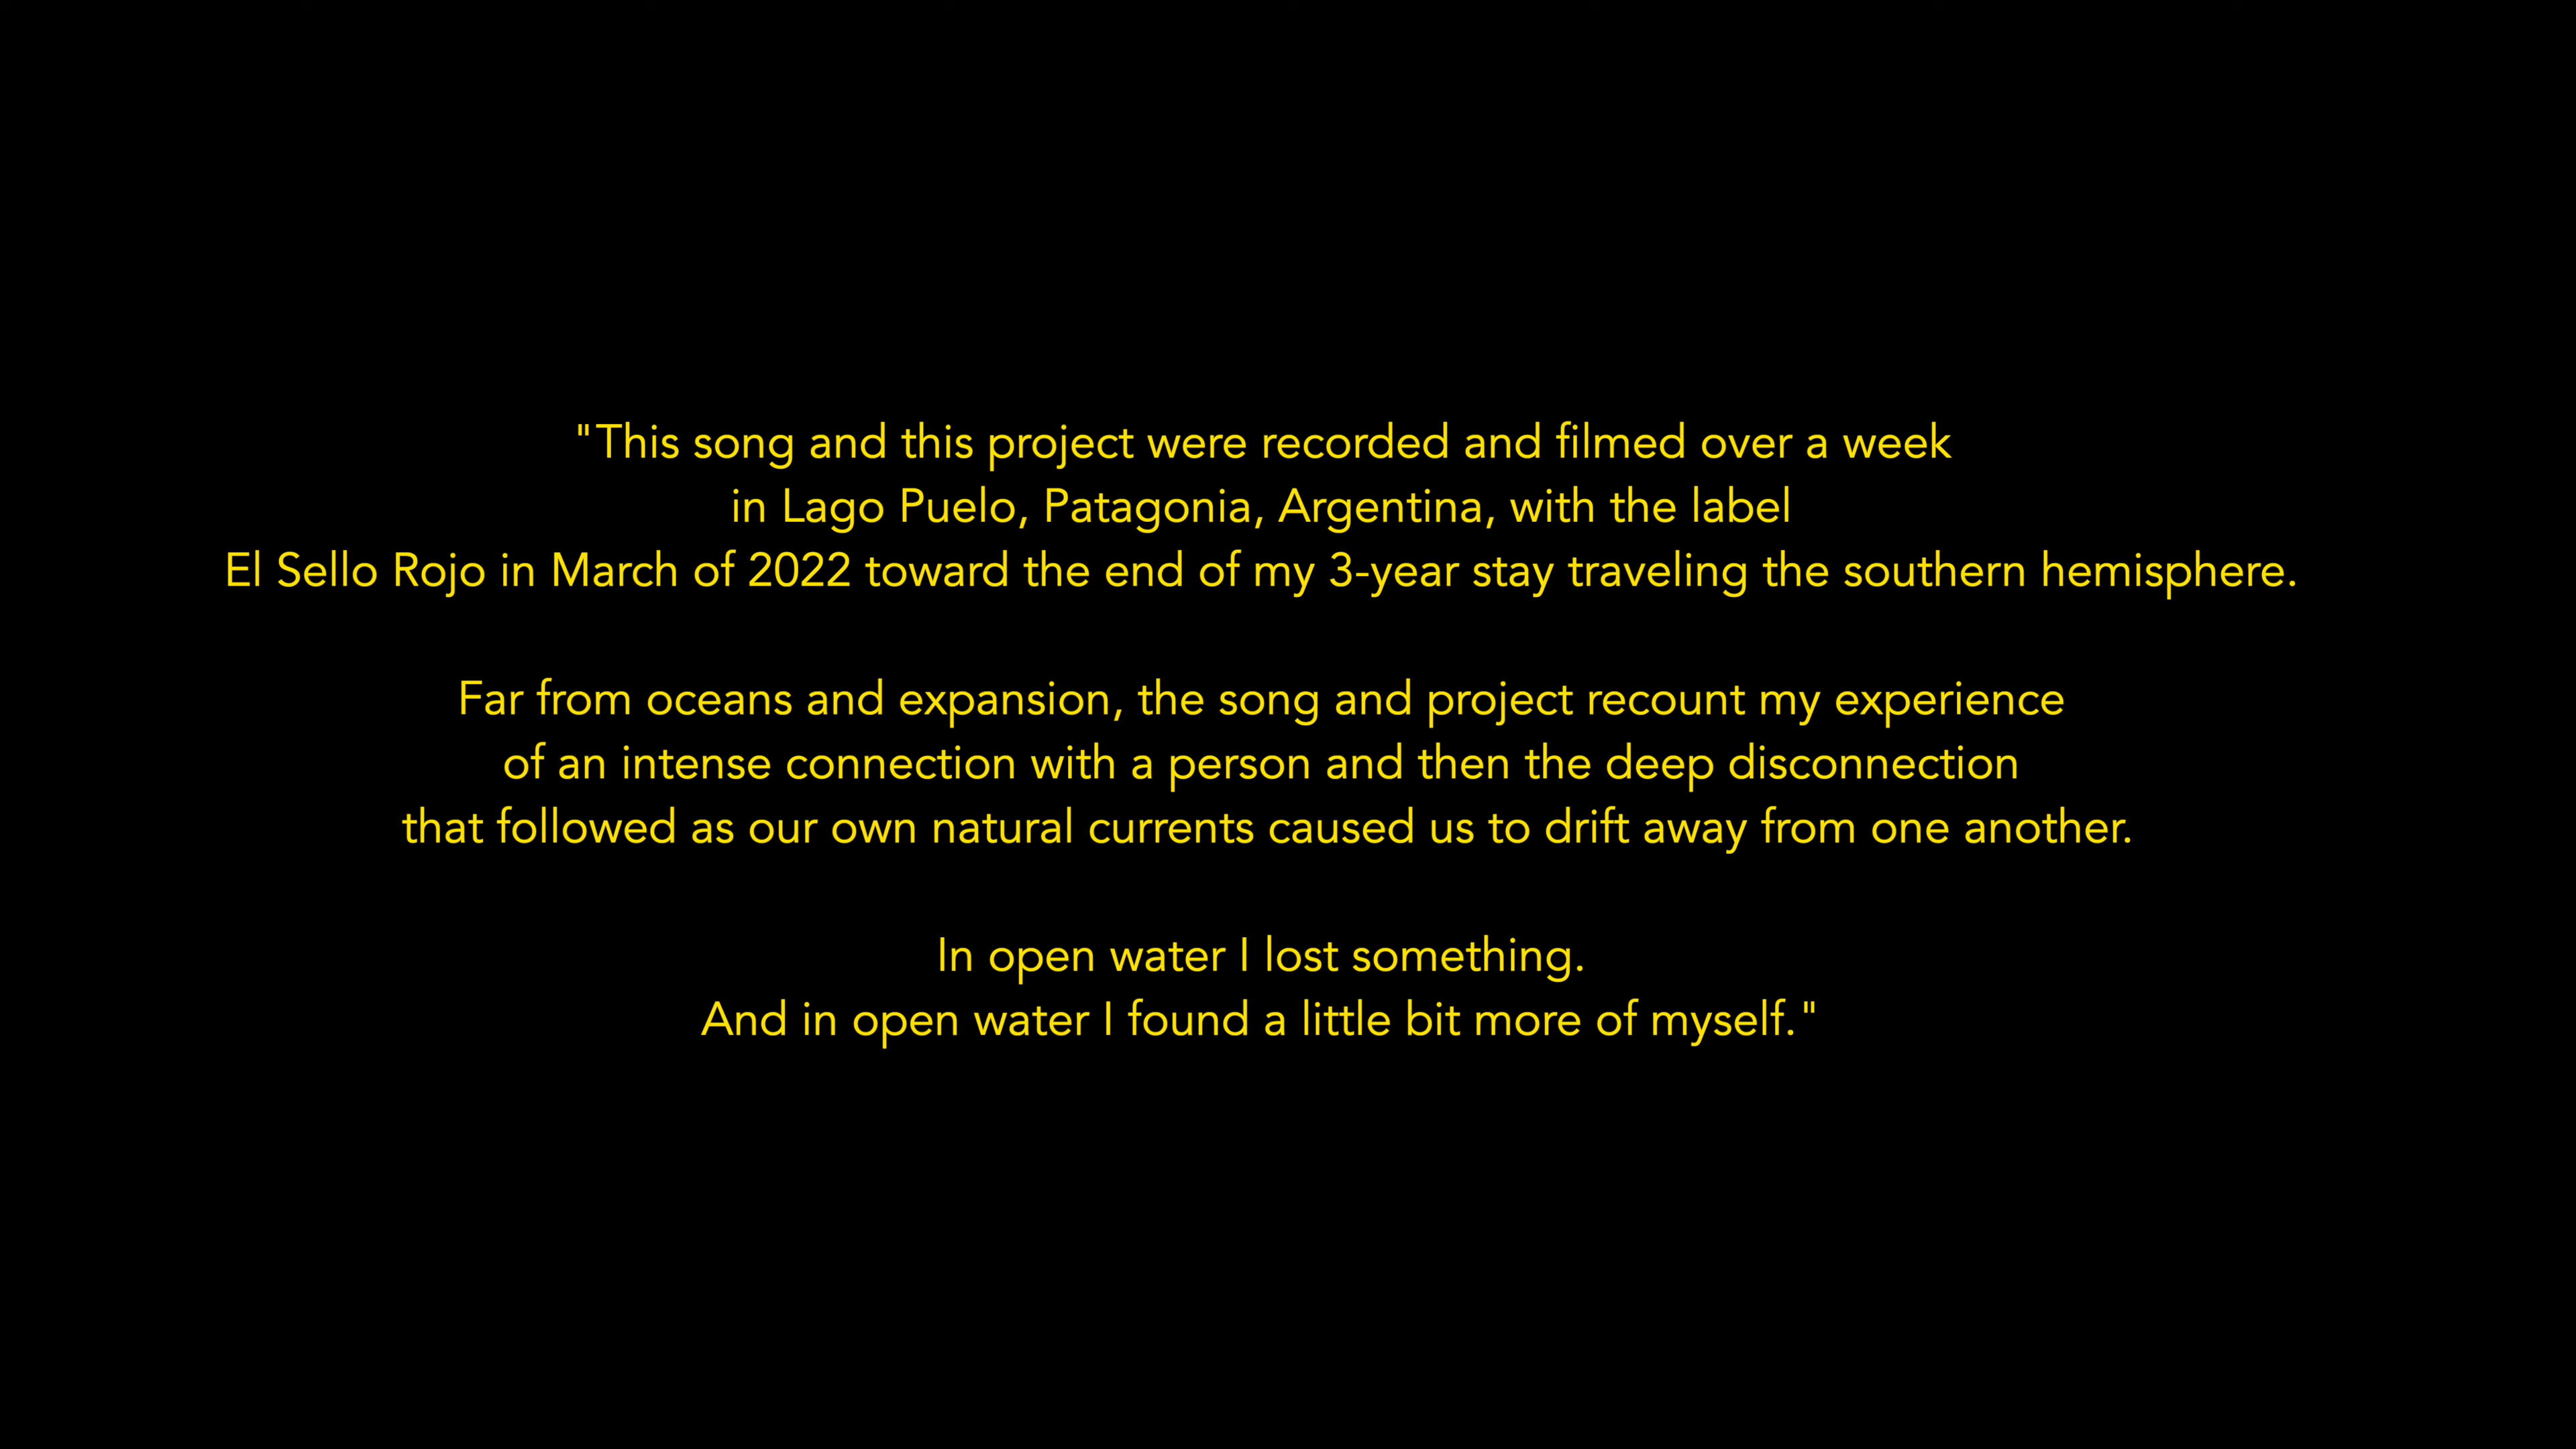 "This song and this project were recorded and filmed over a week
in Lago Puelo, Patagonia, Argentina, with the label
El Sello Rojo in March of 2022 toward the end of my 3-year stay traveling the southern hemisphere.
Far from oceans and expansion, the song and project recount my experience
of an intense connection with a person and then the deep disconnection
that followed as our own natural currents caused us to drift away from one another.
In open water I lost something.
And in open water I found a little bit more of myself."